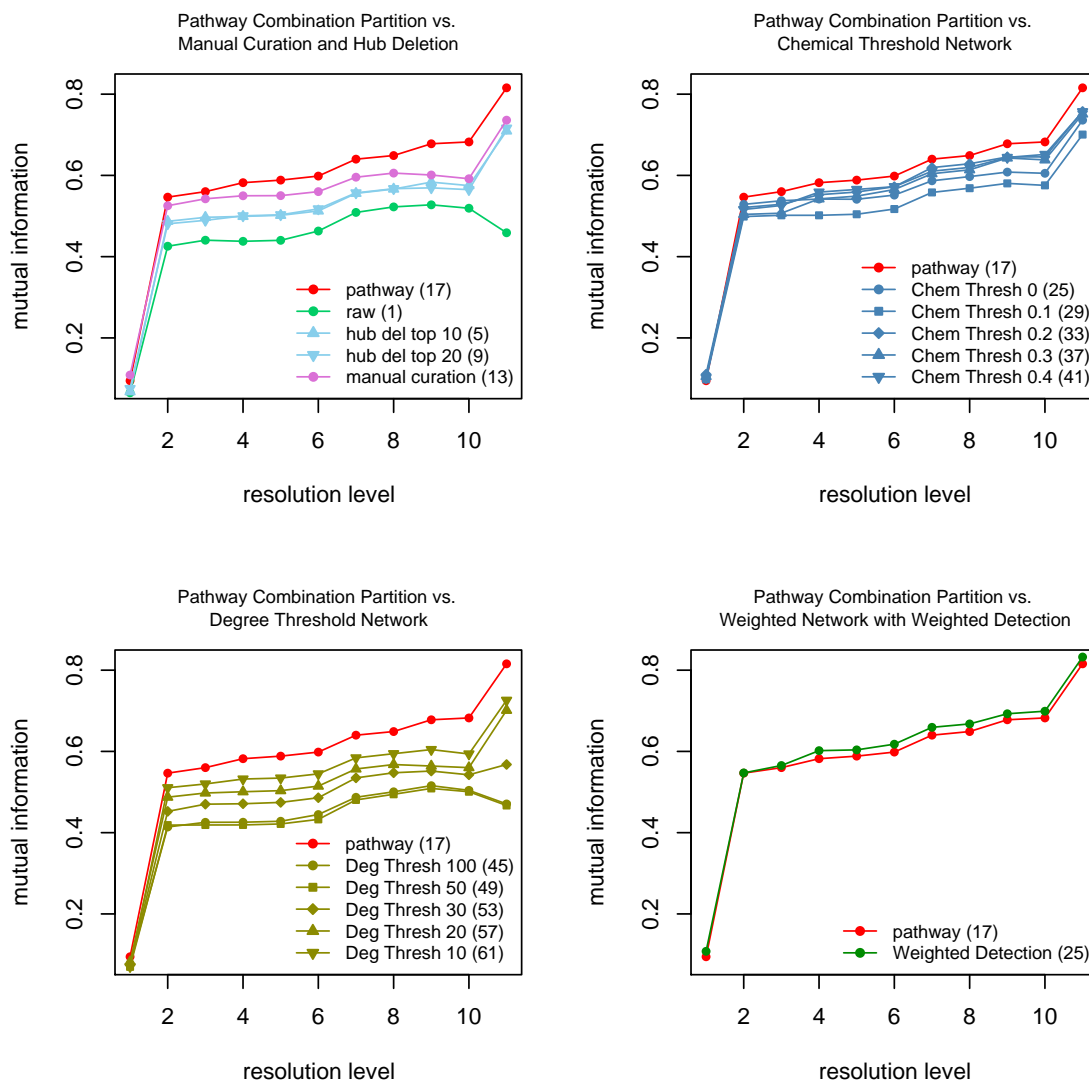 Pathway Combination Partition vs.
Manual Curation and Hub Deletion
mutual information
0.8
0.6
0.4
0.2
pathway (17)
raw (1)
hub del top 10 (5)
hub del top 20 (9)
manual curation (13)
2 4 6 8 10
resolution level
Pathway Combination Partition vs.
Chemical Threshold Network
mutual information
0.8
0.6
0.4
0.2
pathway (17)
Chem Thresh 0 (25)
Chem Thresh 0.1 (29)
Chem Thresh 0.2 (33)
Chem Thresh 0.3 (37)
Chem Thresh 0.4 (41)
2 4 6 8 10
resolution level
Pathway Combination Partition vs.
Degree Threshold Network
mutual information
0.8
0.6
0.4
0.2
pathway (17)
Deg Thresh 100 (45)
Deg Thresh 50 (49)
Deg Thresh 30 (53)
Deg Thresh 20 (57)
Deg Thresh 10 (61)
2 4 6 8 10
resolution level
Pathway Combination Partition vs.
Weighted Network with Weighted Detection
mutual information
0.8
0.6
0.4
0.2
pathway (17)
Weighted Detection (25)
2 4 6 8 10
resolution level